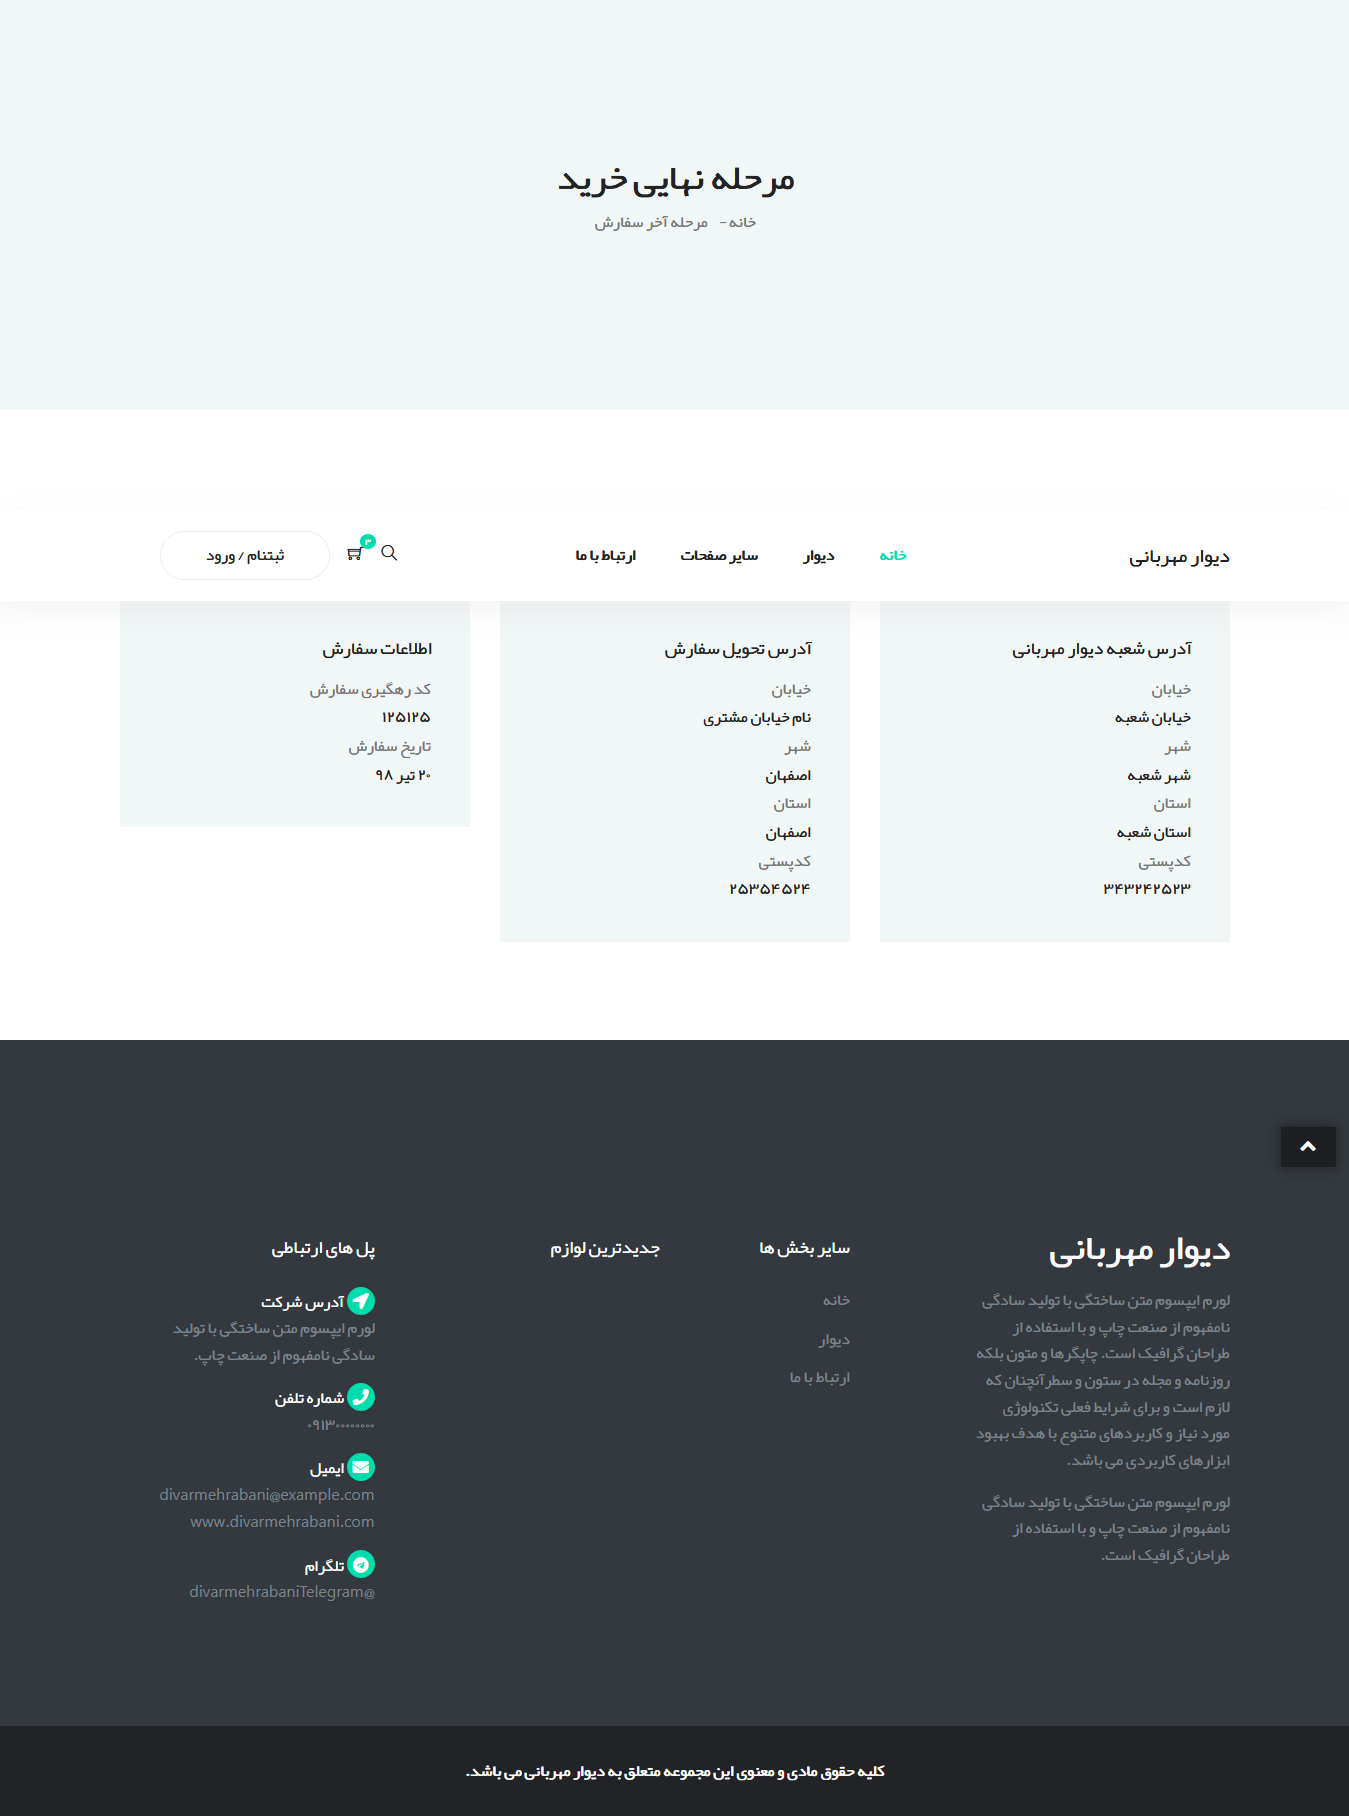 مرحله نهایی خرید
خانه - مرحله آخر سفارش
دیوار مهربانی
خانه
دیوار
سایر صفحات
ارتباط با ما
۳
ثبتنام / ورود
آدرس شعبه دیوار مهربانی
خیابان
خیابان شعبه
شهر
شهر شعبه
استان
استان شعبه
کدپستی
۳۴۳۲۴۲۵۲۳
آدرس تحویل سفارش
خیابان
نام خیابان مشتری
شهر
اصفهان
استان
اصفهان
کدپستی
۲۵۳۵۴۵۲۴
اطلاعات سفارش
کد رهگیری سفارش
۱۲۵۱۲۵
تاریخ سفارش
۲۰ تیر ۹۸
دیوار مهربانی
لورم ایپسوم متن ساختگی با تولید سادگی
نامفهوم از صنعت چاپ و با استفاده از
طراحان گرافیک است. چاپگرها و متون بلکه
روزنامه و مجله در ستون و سطرآنچنان که
لازم است و برای شرایط فعلی تکنولوژی
مورد نیاز و کاربردهای متنوع با هدف بهبود
ابزارهای کاربردی می باشد.
لورم ایپسوم متن ساختگی با تولید سادگی
نامفهوم از صنعت چاپ و با استفاده از
طراحان گرافیک است.
سایر بخش ها
خانه
دیوار
ارتباط با ما
جدیدترین لوازم
پل های ارتباطی
آدرس شرکت
لورم ایپسوم متن ساختگی با تولید
سادگی نامفهوم از صنعت چاپ.
شماره تلفن
۰۹۱۳۰۰۰۰۰۰۰۰
ایمیل
divarmehrabani@example.com
www.divarmehrabani.com
تلگرام
divarmehrabaniTelegram@
کلیه حقوق مادی و معنوی این مجموعه متعلق به دیوار مهربانی می باشد.